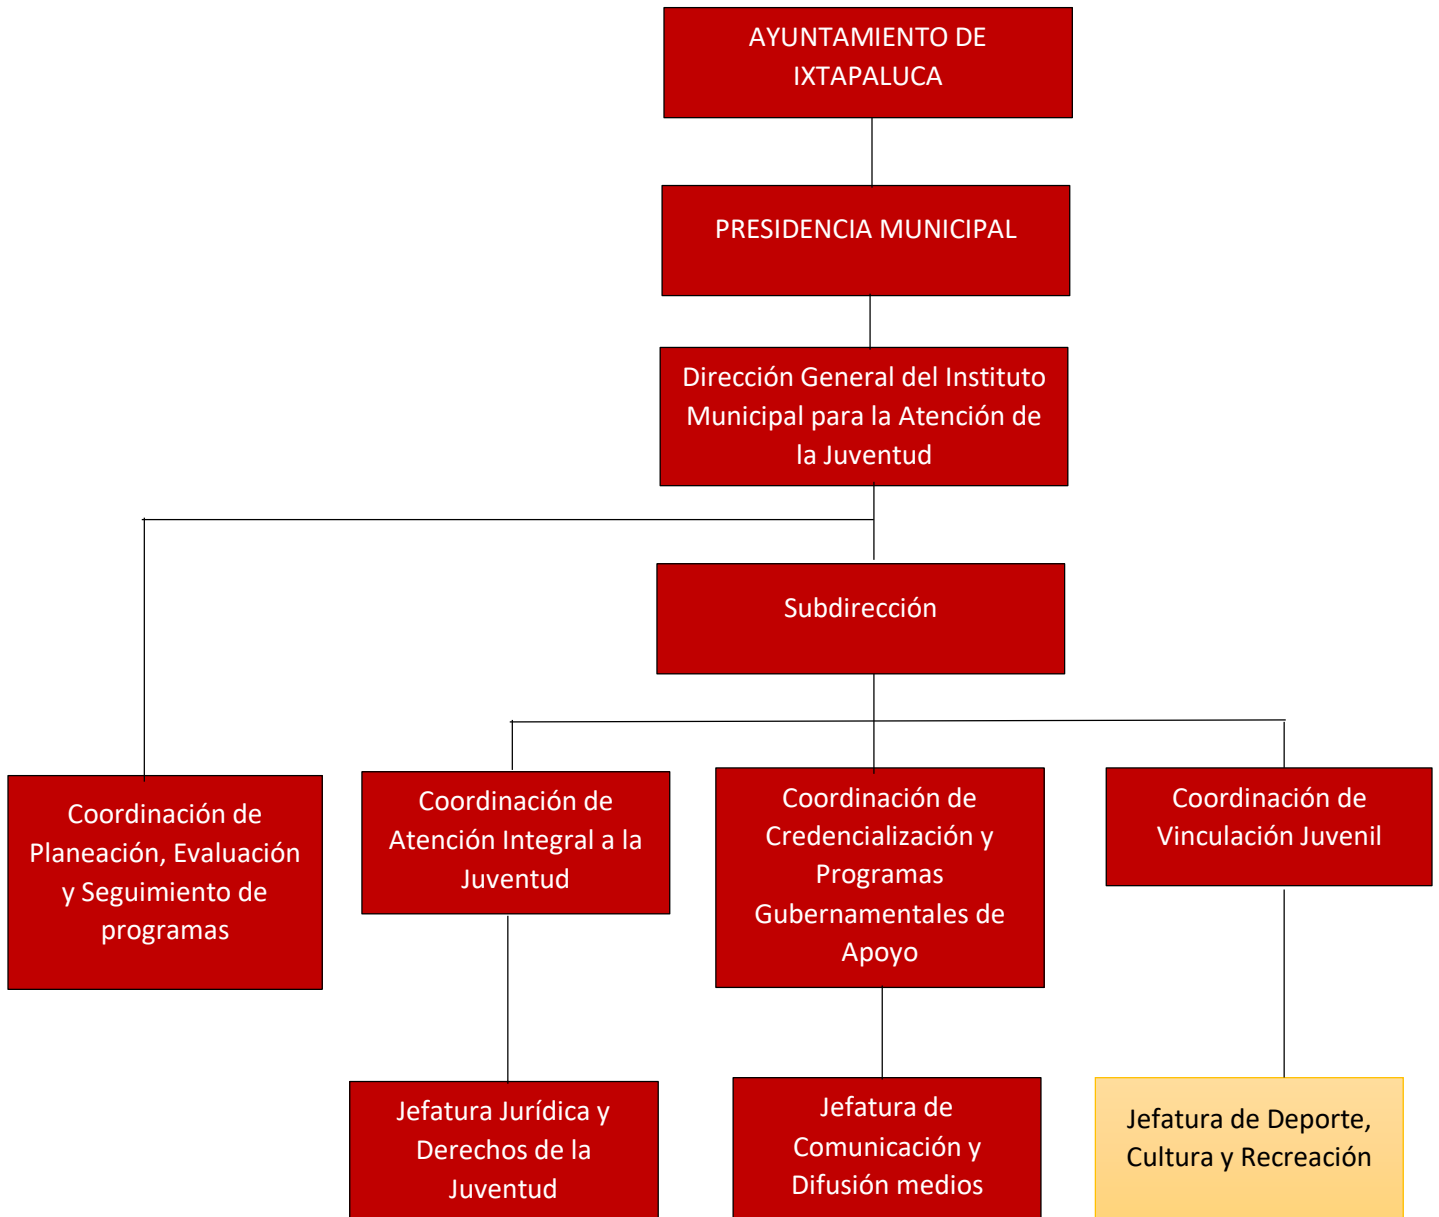 AYUNTAMIENTO DE
IXTAPALUCA
PRESIDENCIA MUNICIPAL
Dirección General del Instituto
Municipal para la Atención de
la Juventud
Subdirección
Coordinación de
Planeación, Evaluación
y Seguimiento de
programas
Coordinación de
Atención Integral a la
Juventud
Coordinación de
Credencialización y
Programas
Gubernamentales de
Apoyo
Coordinación de
Vinculación Juvenil
Jefatura Jurídica y
Derechos de la
Juventud
Jefatura de
Comunicación y
Difusión medios
Jefatura de Deporte,
Cultura y Recreación